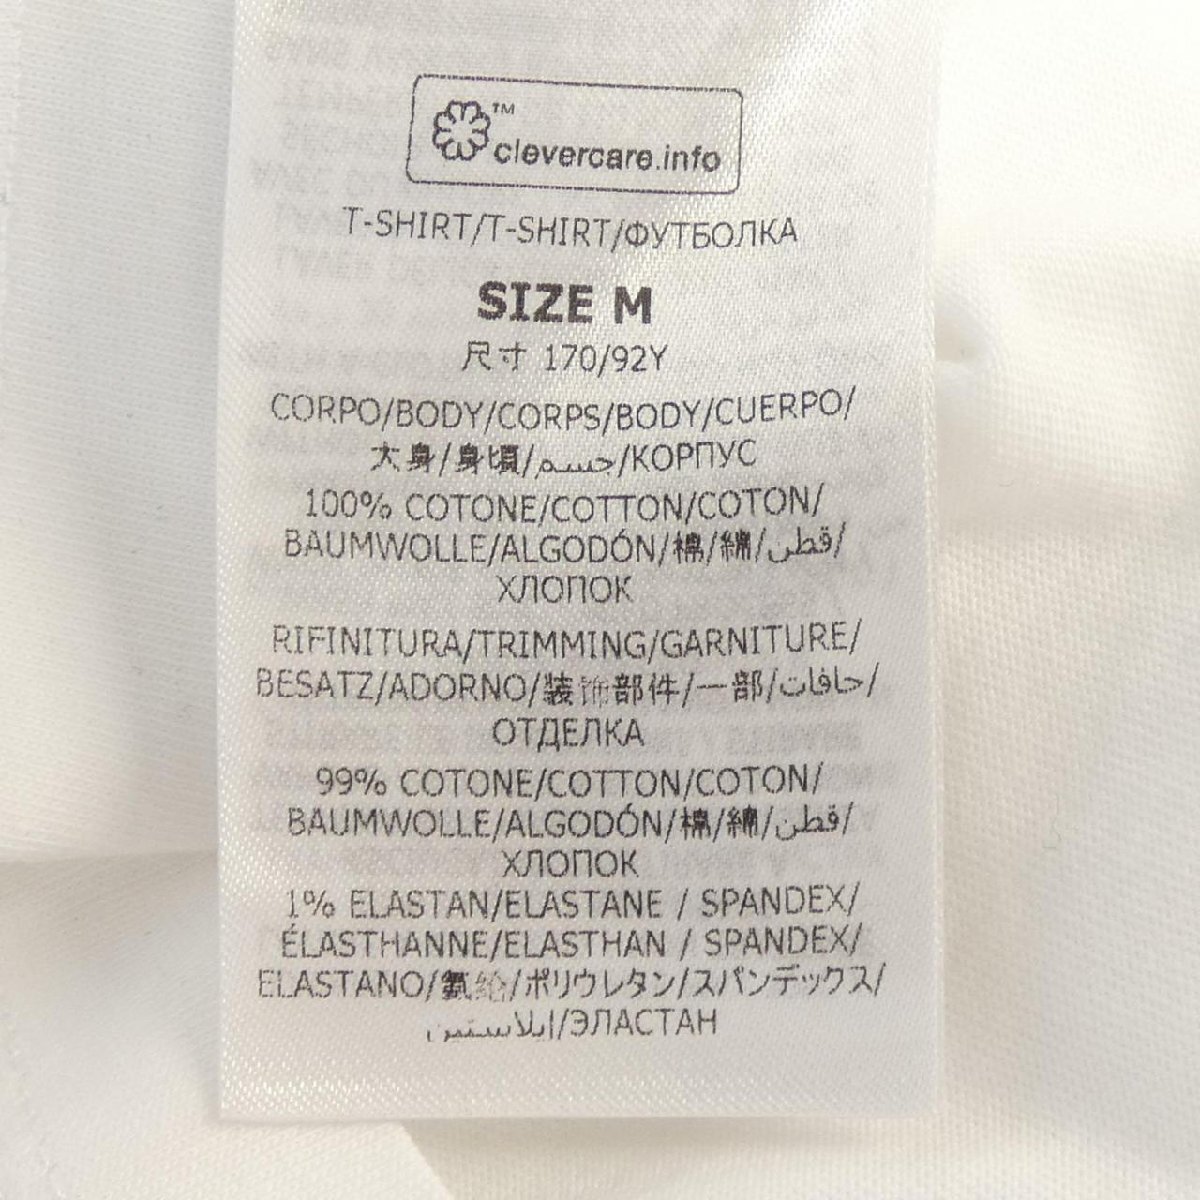 ™
clevercare.info
T-SHIRT/T-SHIRT/ФУТБОЛКА
SIZE M
尺寸 170/92Y
CORPO/BODY/CORPS/BODY/CUERPO/
大身/身頃/جسم/КОРПУС
100% COTONE/COTTON/COTON/
BAUMWOLLE/ALGODÓN/棉/綿/قطن/
ХЛОПОК
RIFINITURA/TRIMMING/GARNITURE/
BESATZ/ADORNO/装饰部件/一部/حافات/
ОТДЕЛКА
99% COTONE/COTTON/COTON/
BAUMWOLLE/ALGODÓN/棉/綿/قطن/
ХЛОПОК
1% ELASTAN/ELASTANE / SPANDEX/
ÉLASTHANNE/ELASTHAN / SPANDEX/
ELASTANO/氨纶/ポリウレタン/スパンデックス/
إيلاستين/ЭЛАСТАН